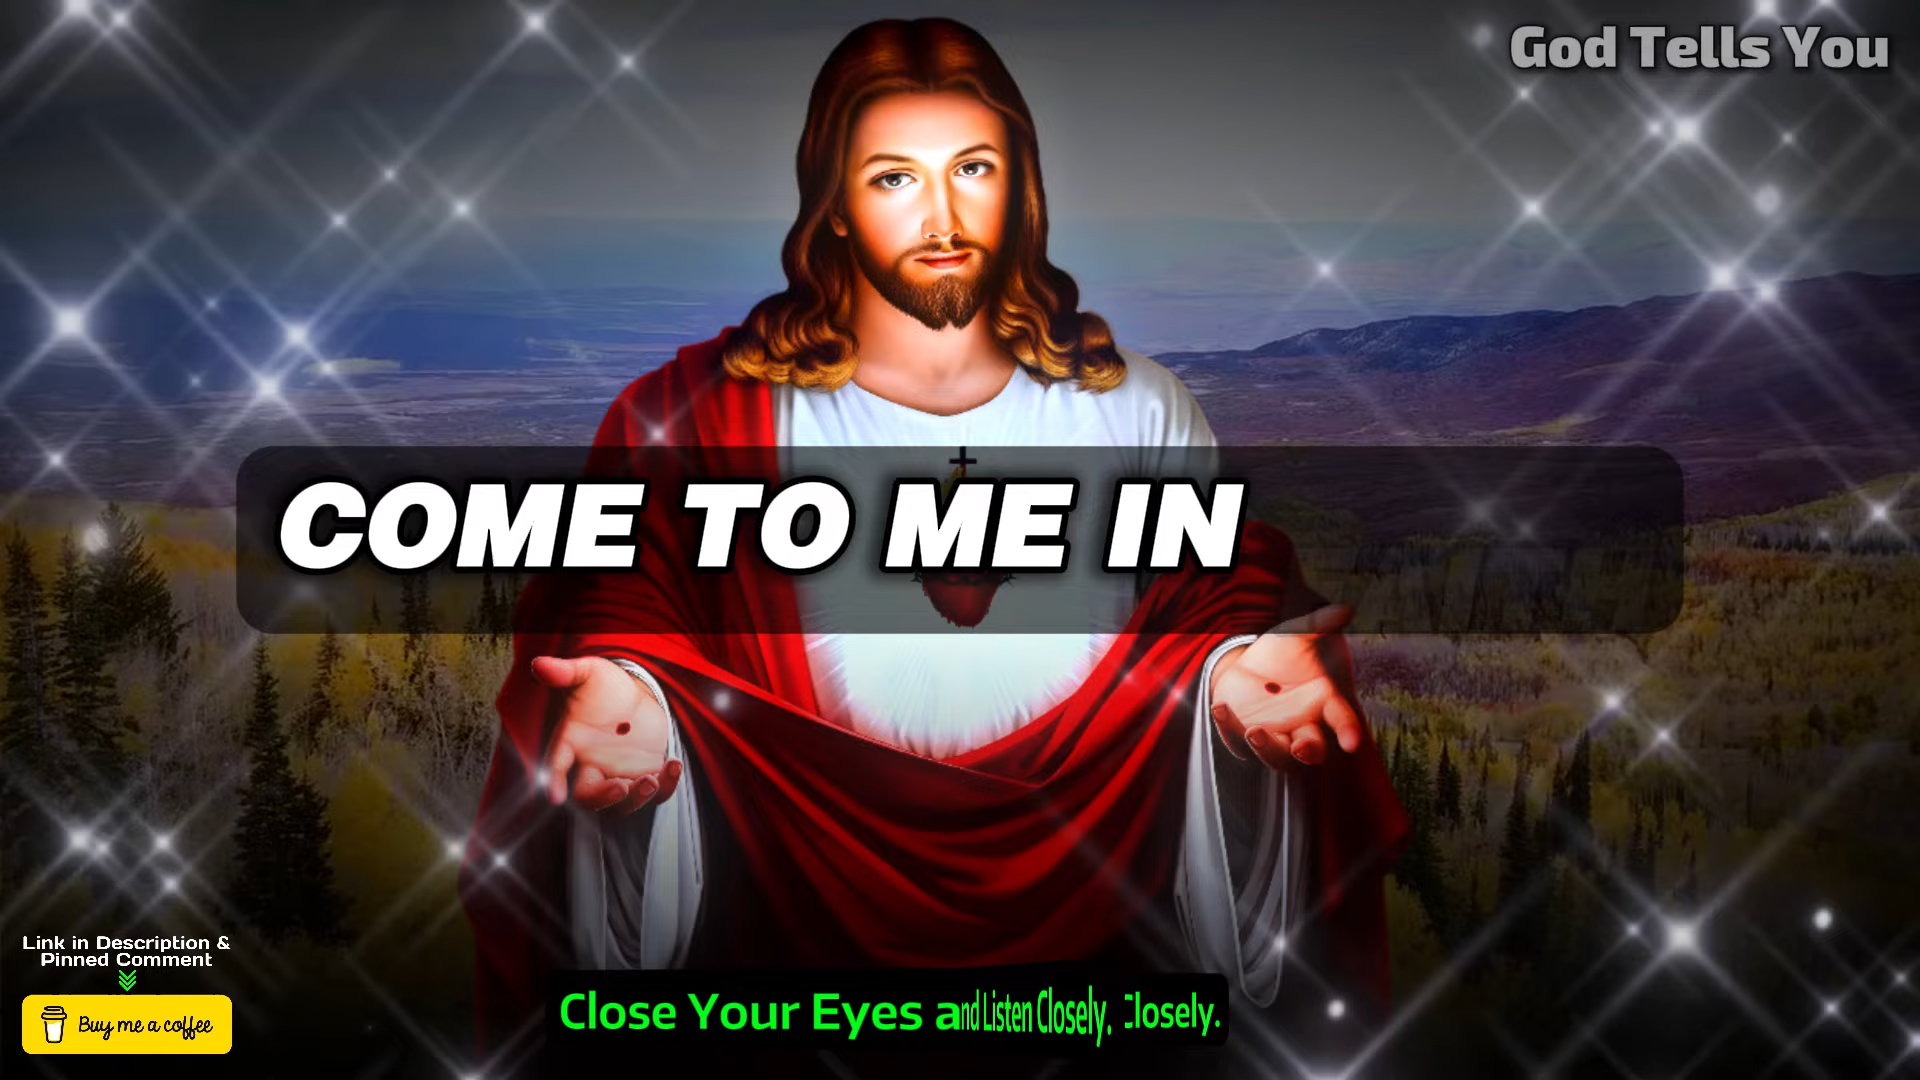 God Tells You
COME TO ME IN
Link in Description &
Pinned Comment
Buy me a coffee
Close Your Eyes and Listen Closely. Closely.